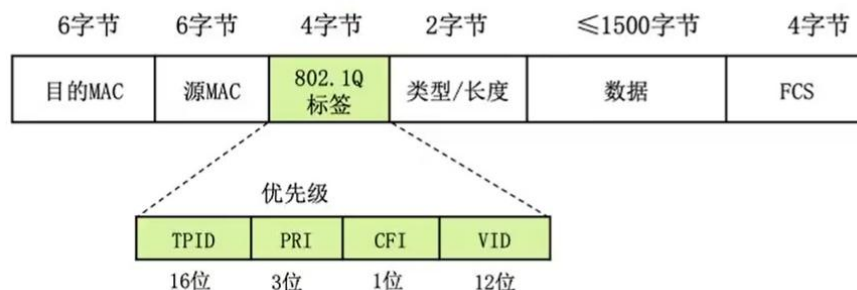 6字节 6字节 4字节 2字节 ≤1500字节 4字节
目的MAC 源MAC 802.1Q 标签 类型/长度 数据 FCS
优先级
TPID PRI CFI VID
16位 3位 1位 12位